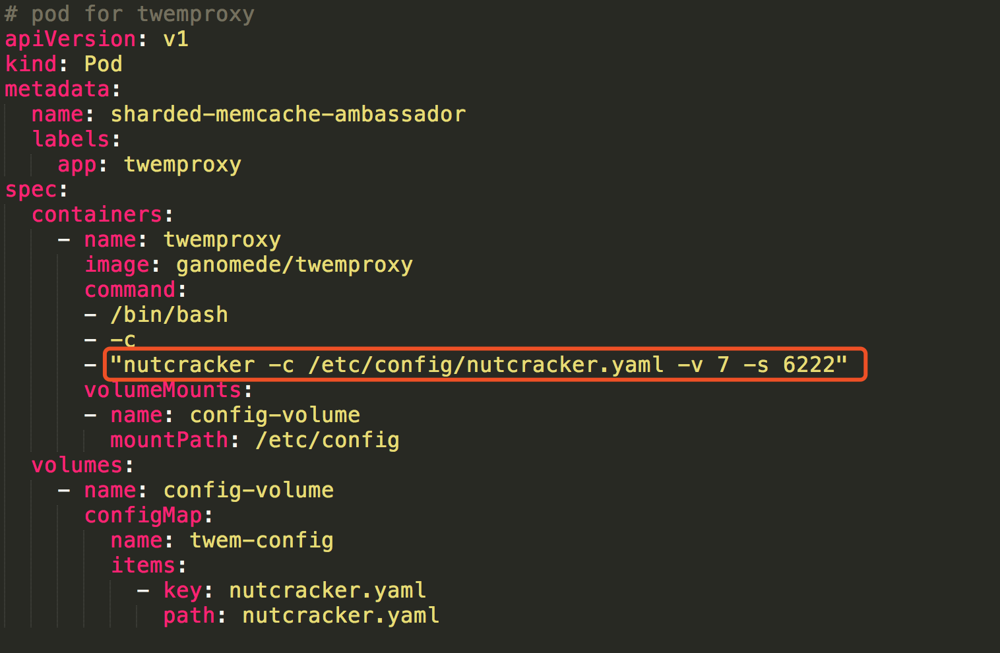 # pod for twemproxy
apiVersion: v1
kind: Pod
metadata:
  name: sharded-memcache-ambassador
  labels:
    app: twemproxy
spec:
  containers:
    - name: twemproxy
      image: ganomede/twemproxy
      command:
      - /bin/bash
      - -c
      - "nutcracker -c /etc/config/nutcracker.yaml -v 7 -s 6222"
      volumeMounts:
      - name: config-volume
        mountPath: /etc/config
  volumes:
    - name: config-volume
      configMap:
        name: twem-config
        items:
          - key: nutcracker.yaml
            path: nutcracker.yaml